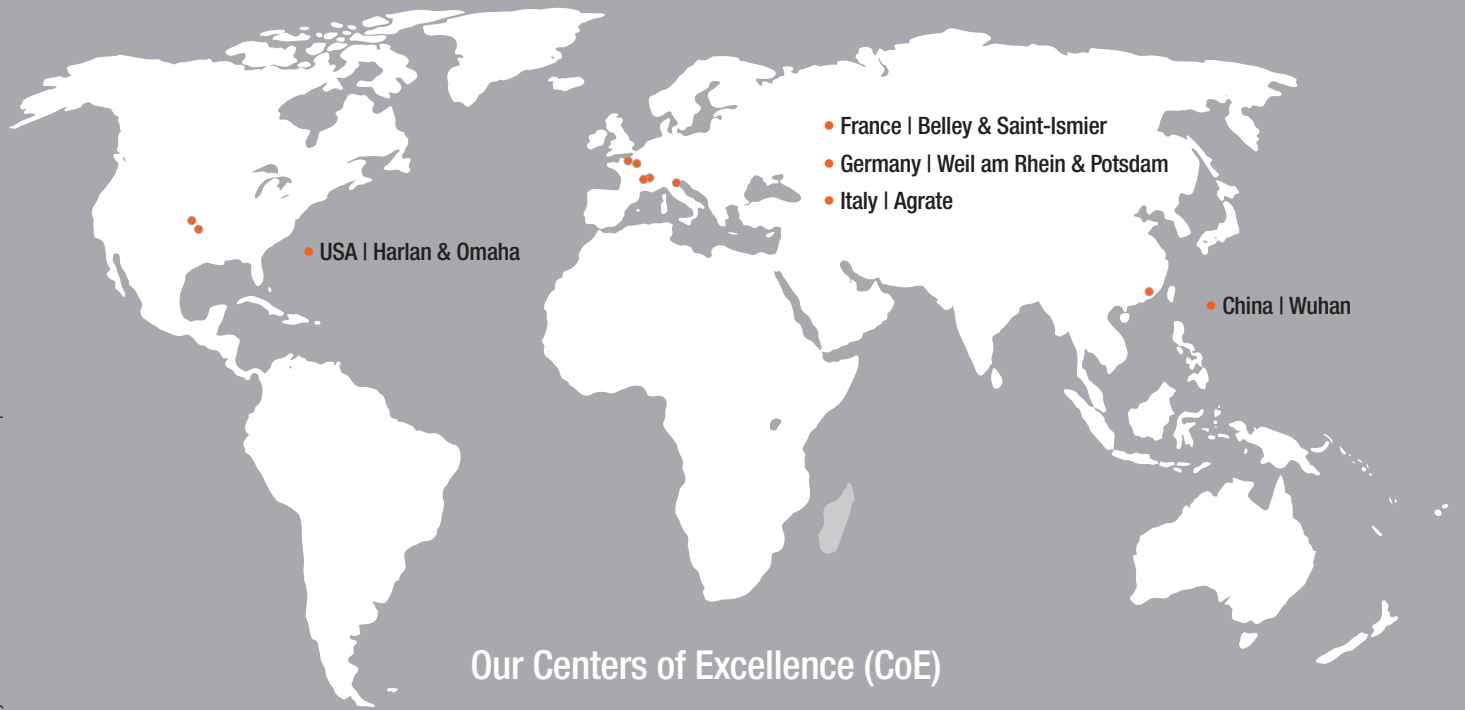 France | Belley & Saint-Ismier
Germany | Weil am Rhein & Potsdam
Italy | Agrate
USA | Harlan & Omaha
China | Wuhan
Our Centers of Excellence (CoE)